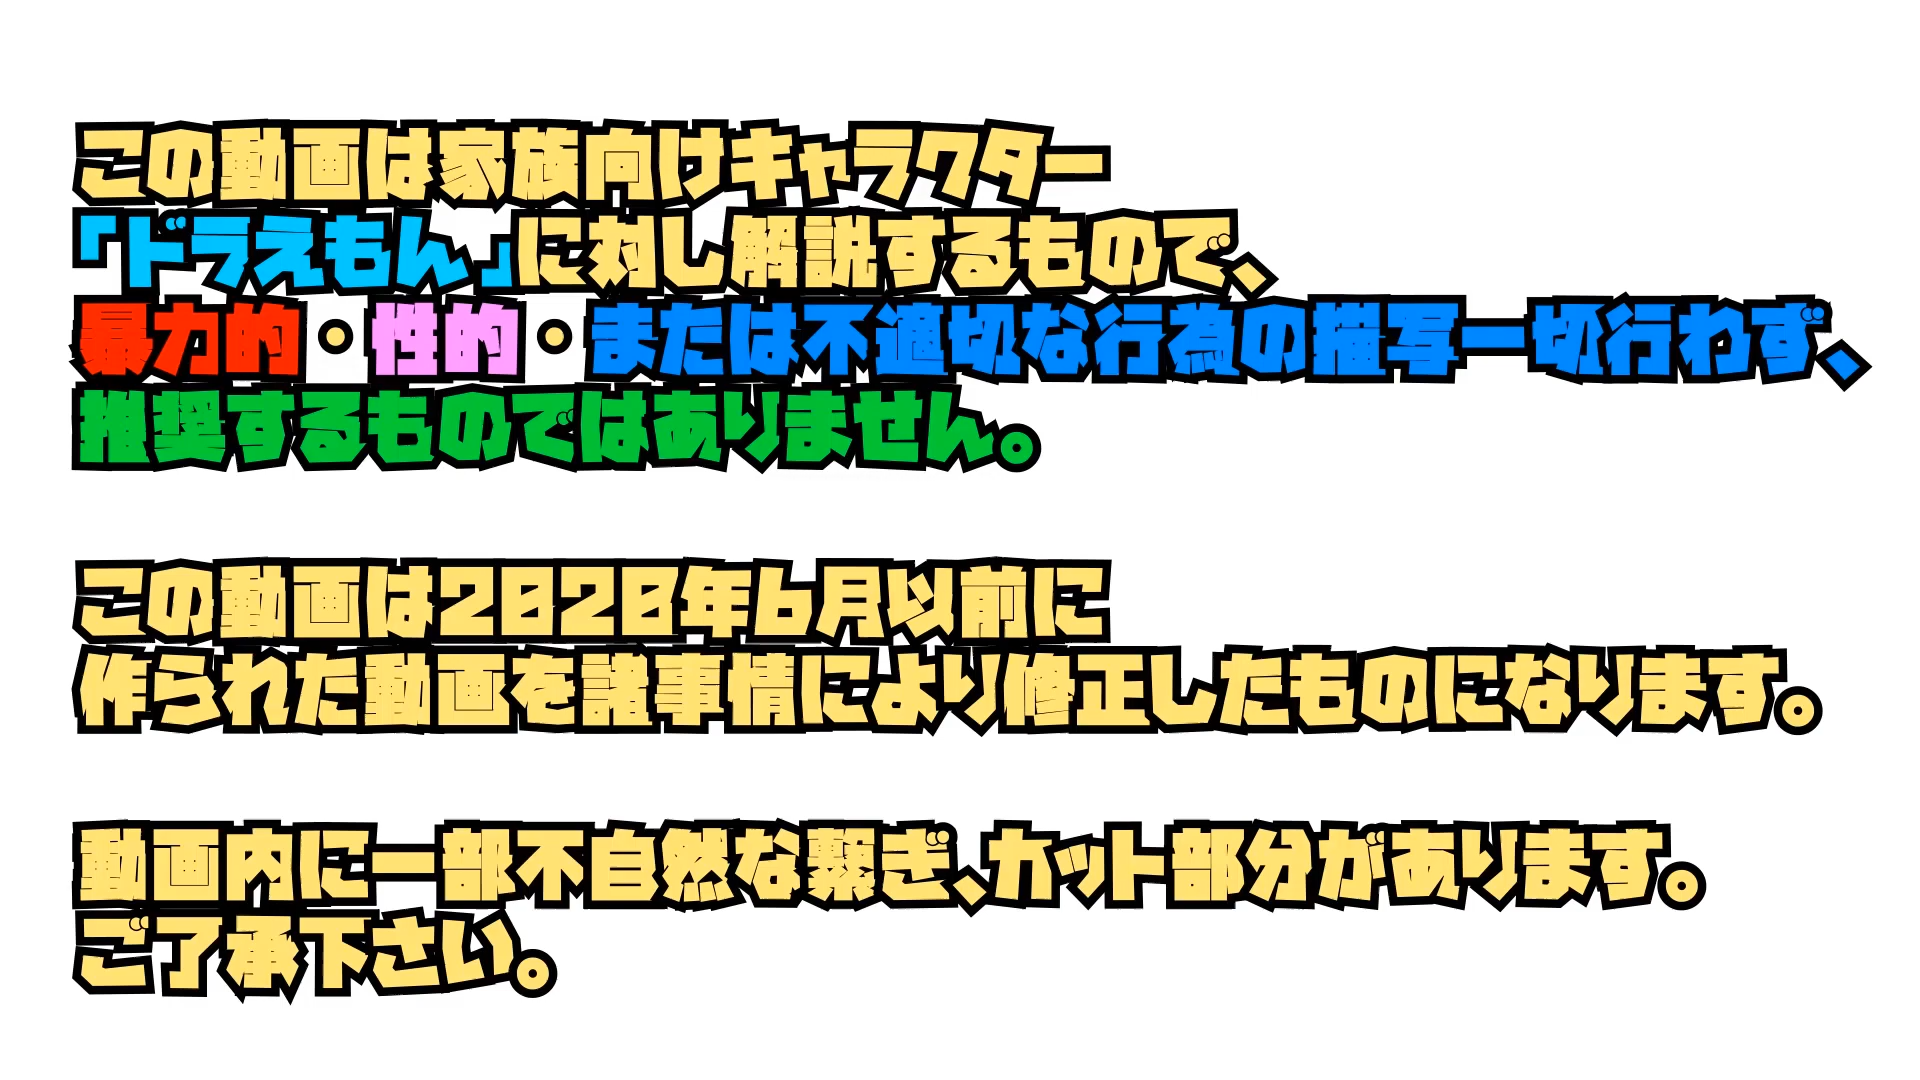 この動画は家族向けキャラクター
「ドラえもん」に対し解説するもので、
暴力的・性的・または不適切な行為の描写一切行わず、
推奨するものではありません。
この動画は2020年6月以前に
作られた動画を諸事情により修正したものになります。
動画内に一部不自然な繋ぎ、カット部分があります。
ご了承下さい。